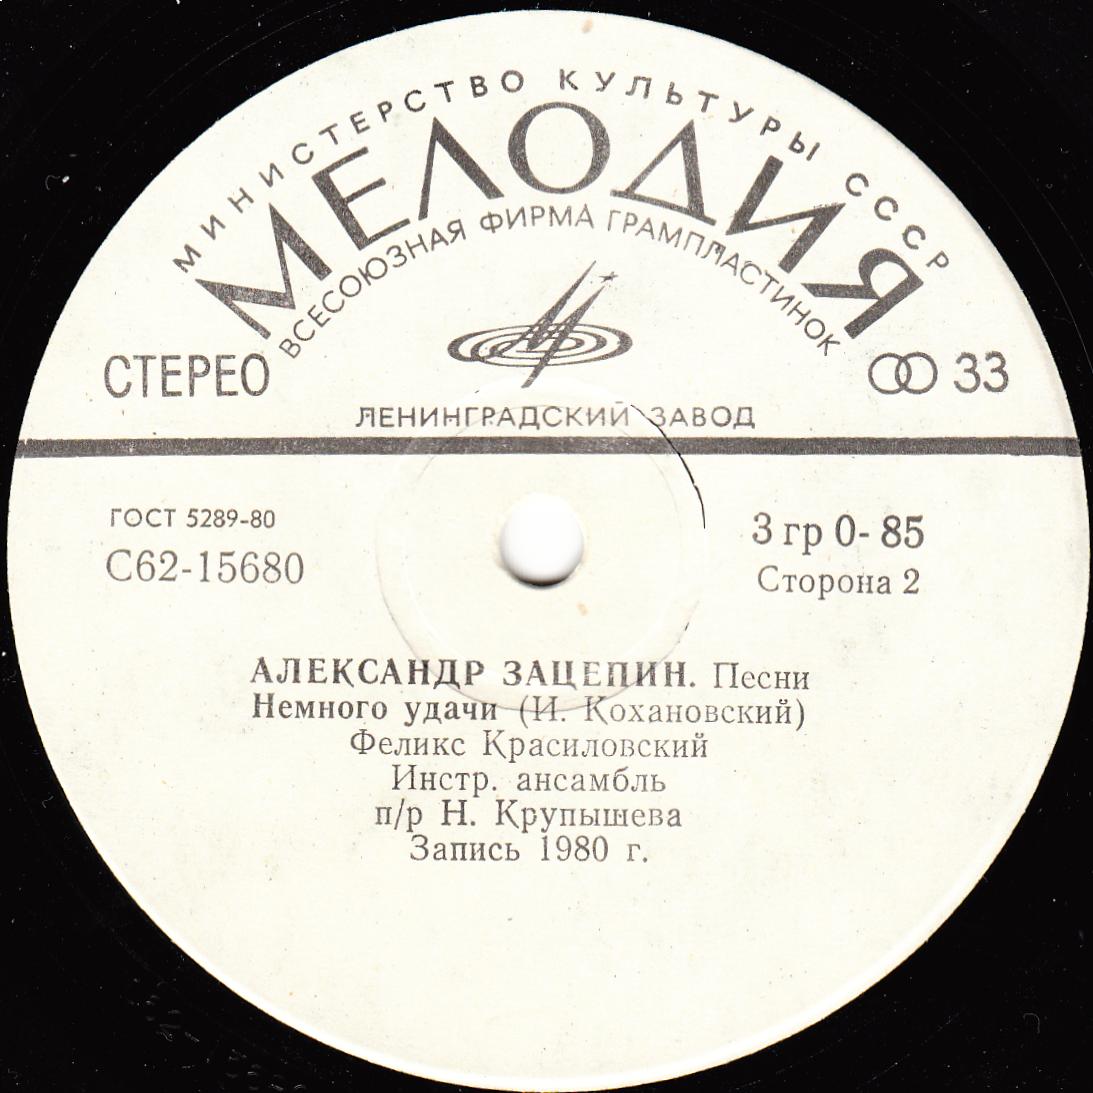 МИНИСТЕРСТВО КУЛЬТУРЫ СССР
МЕЛОДИЯ
ВСЕСОЮЗНАЯ ФИРМА ГРАМПЛАСТИНОК
СТЕРЕО
33
ЛЕНИНГРАДСКИЙ ЗАВОД
ГОСТ 5289-80
С62-15680
3 гр 0-85
Сторона 2
АЛЕКСАНДР ЗАЦЕПИН. Песни
Немного удачи (И. Кохановский)
Феликс Красиловский
Инстр. ансамбль
п/р Н. Крупышева
Запись 1980 г.